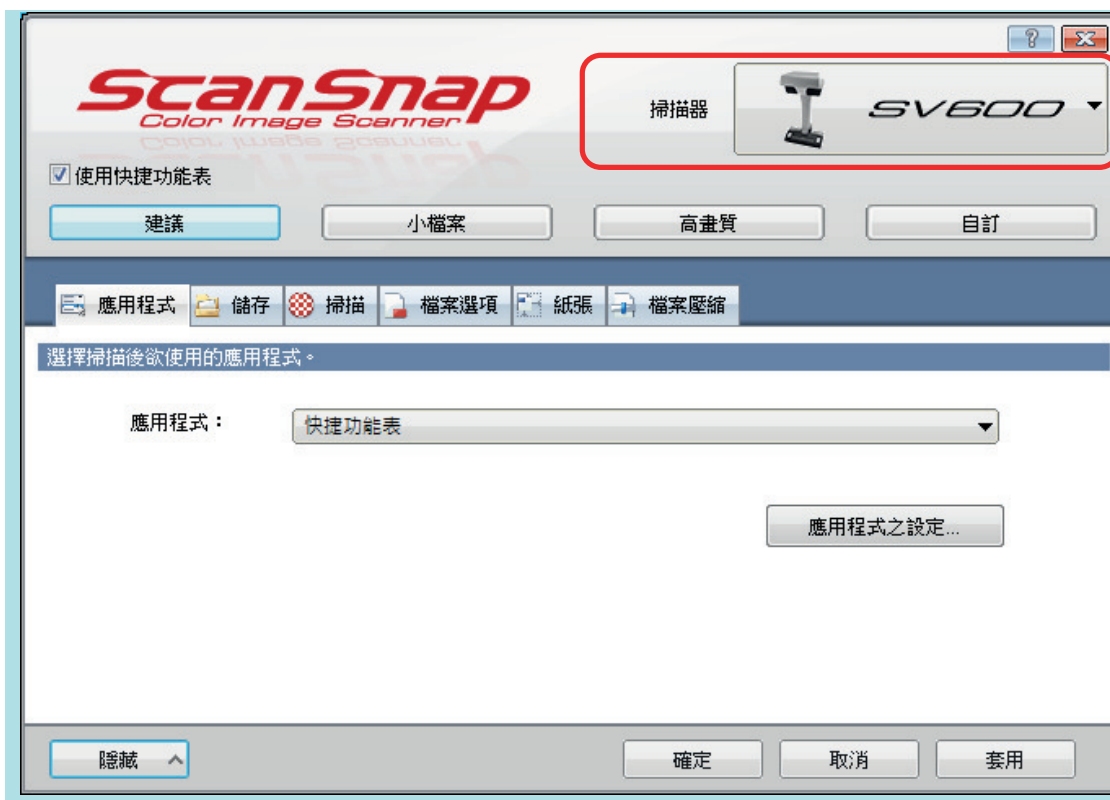 ScanSnap
Color Image Scanner
掃描器
SV600
使用快捷功能表
建議
小檔案
高畫質
自訂
應用程式
儲存
掃描
檔案選項
紙張
檔案壓縮
選擇掃描後欲使用的應用程式。
應用程式：
快捷功能表
應用程式之設定...
隱藏
確定
取消
套用